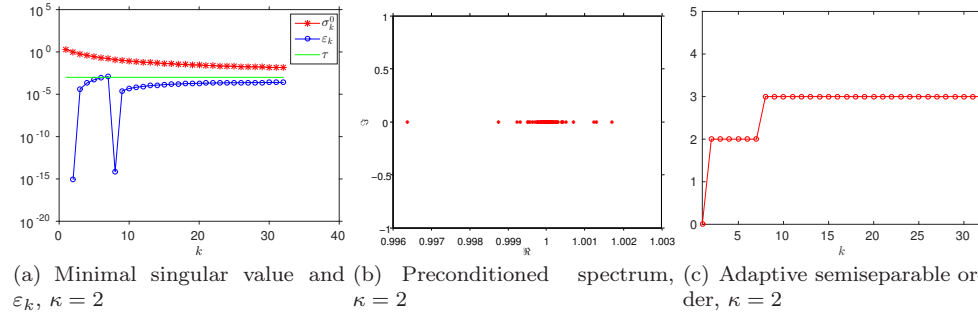 σ_k^0
ε_k
τ
10^0
10^-5
10^-10
10^-15
10^-20
0 10 20 30 40
k
1
0.5
0
-0.5
-1
ℑ
0.996 0.997 0.998 0.999 1 1.001 1.002 1.003
ℜ
5
4
3
2
1
0
5 10 15 20 25 30
k
(a) Minimal singular value and ε_k, κ = 2
(b) Preconditioned spectrum, κ = 2
(c) Adaptive semiseparable or der, κ = 2